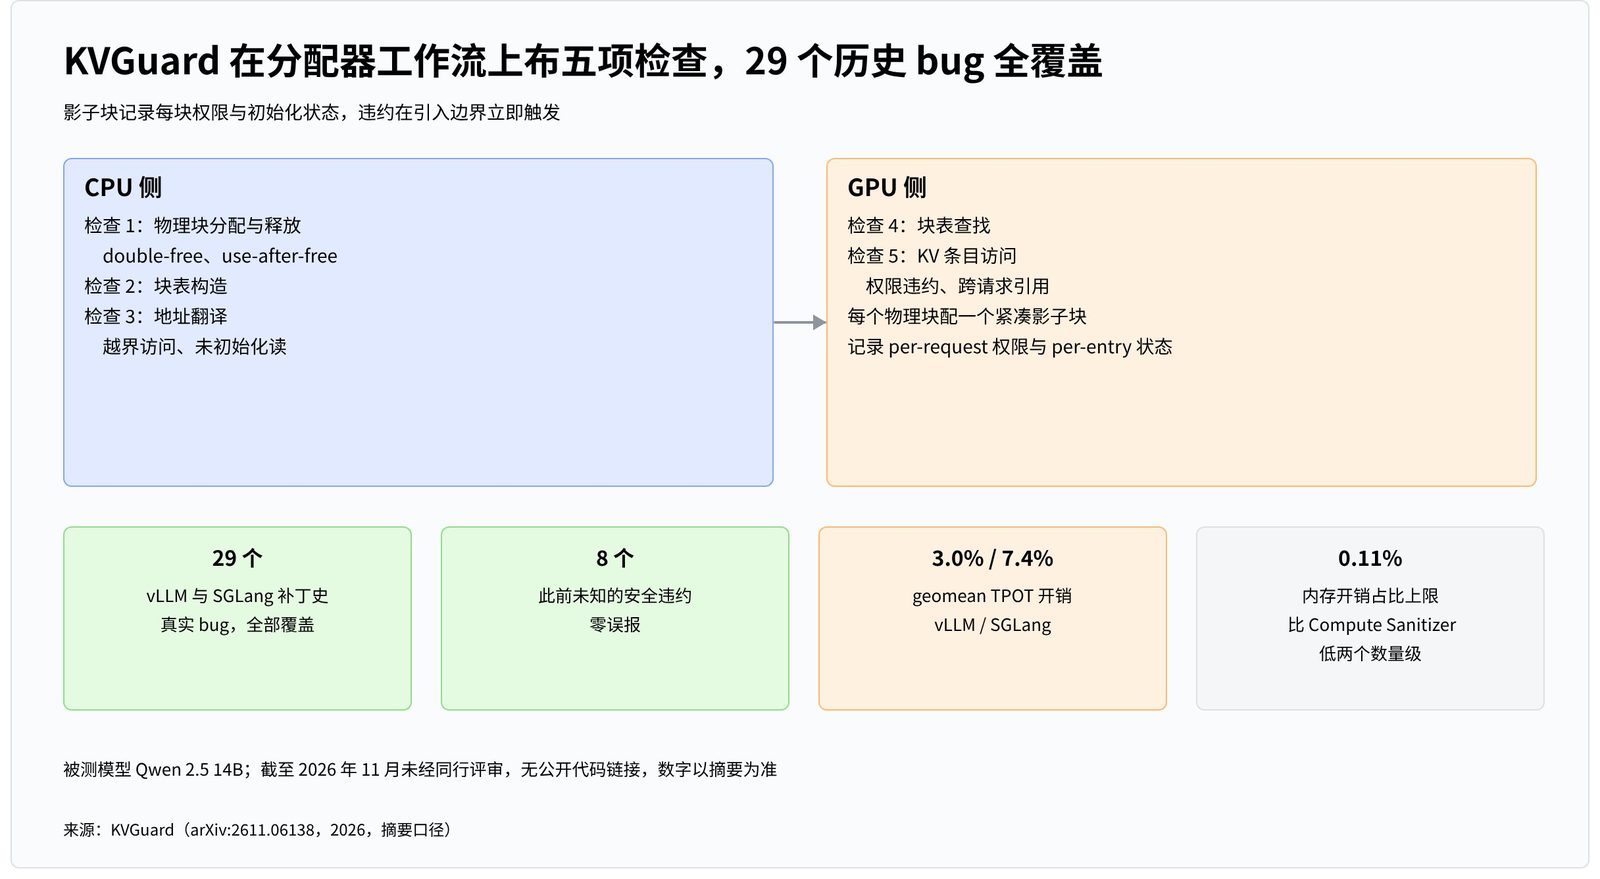 KVGuard 在分配器工作流上布五项检查，29 个历史 bug 全覆盖
影子块记录每块权限与初始化状态，违约在引入边界立即触发
CPU 侧
检查 1：物理块分配与释放
double-free、use-after-free
检查 2：块表构造
检查 3：地址翻译
越界访问、未初始化读
GPU 侧
检查 4：块表查找
检查 5：KV 条目访问
权限违约、跨请求引用
每个物理块配一个紧凑影子块
记录 per-request 权限与 per-entry 状态
29 个
vLLM 与 SGLang 补丁史
真实 bug，全部覆盖
8 个
此前未知的安全违约
零误报
3.0% / 7.4%
geomean TPOT 开销
vLLM / SGLang
0.11%
内存开销占比上限
比 Compute Sanitizer
低两个数量级
被测模型 Qwen 2.5 14B；截至 2026 年 11 月未经同行评审，无公开代码链接，数字以摘要为准
来源：KVGuard（arXiv:2611.06138，2026，摘要口径）